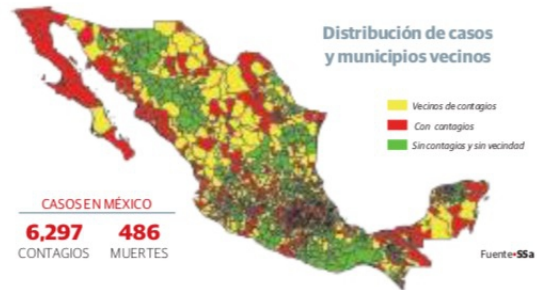 Distribución de casos
y municipios vecinos
Vecinos de contagios
Con contagios
Sin contagios y sin vecindad
CASOS EN MÉXICO
6,297 486
CONTAGIOS MUERTES
Fuente•SSa